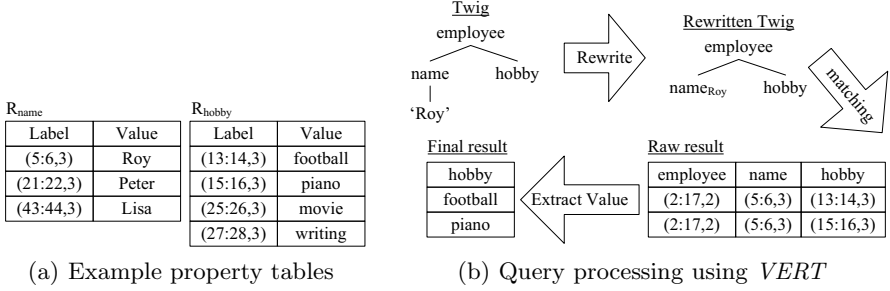 R_name
Label Value
(5:6,3) Roy
(21:22,3) Peter
(43:44,3) Lisa
R_hobby
Label Value
(13:14,3) football
(15:16,3) piano
(25:26,3) movie
(27:28,3) writing
(a) Example property tables
Twig
employee
name hobby
‘Roy’
Rewrite
Rewritten Twig
employee
name_Roy hobby
matching
Raw result
employee name hobby
(2:17,2) (5:6,3) (13:14,3)
(2:17,2) (5:6,3) (15:16,3)
Extract Value
Final result
hobby
football
piano
(b) Query processing using VERT